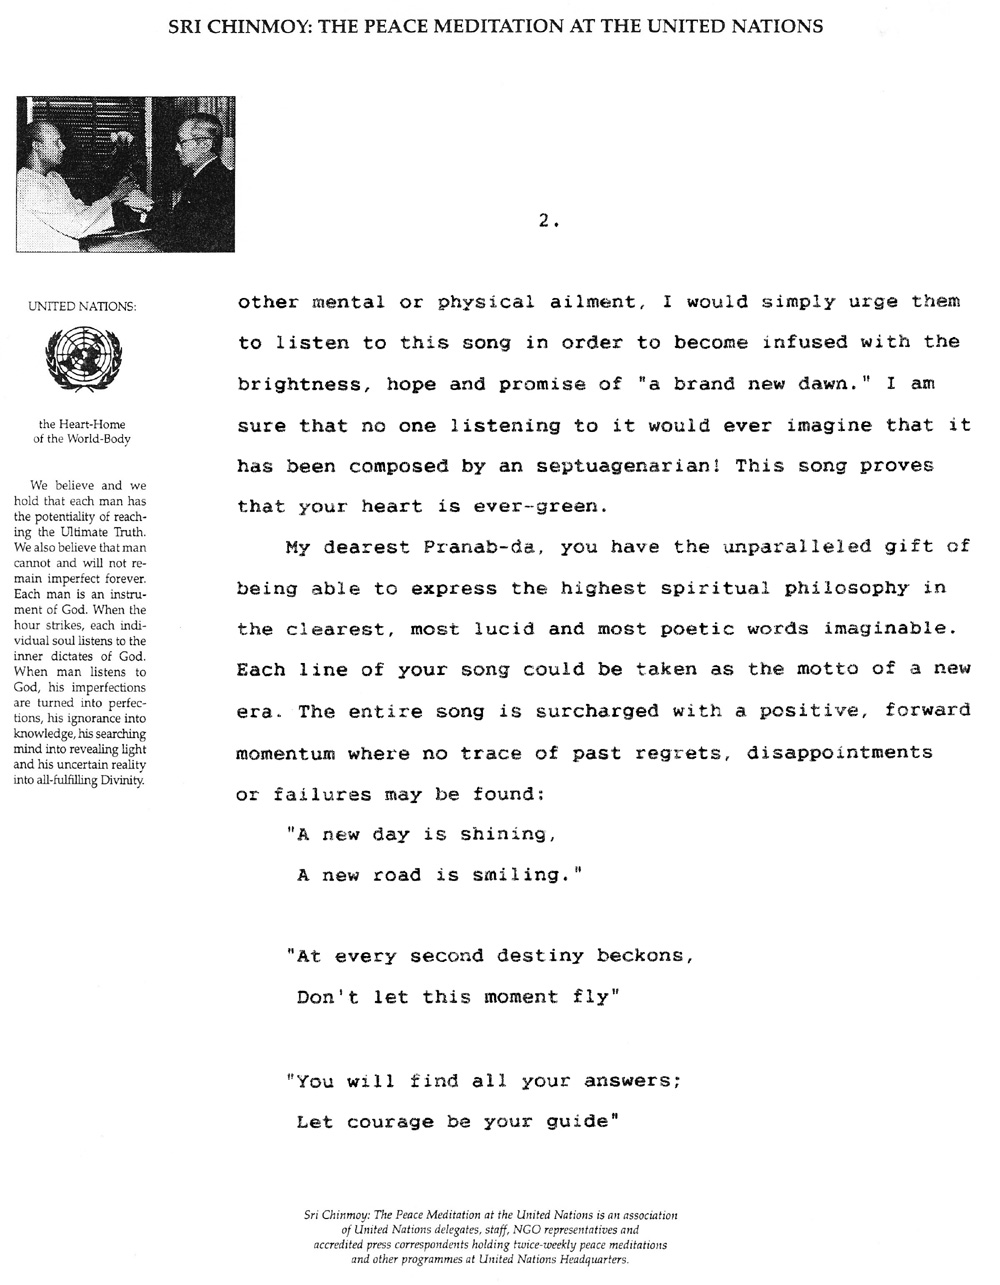 SRI CHINMOY: THE PEACE MEDITATION AT THE UNITED NATIONS
2.
UNITED NATIONS:
the Heart-Home
of the World-Body
We believe and we
hold that each man has
the potentiality of reach-
ing the Ultimate Truth.
We also believe that man
cannot and will not re-
main imperfect forever.
Each man is an instru-
ment of God. When the
hour strikes, each indi-
vidual soul listens to the
inner dictates of God.
When man listens to
God, his imperfections
are turned into perfec-
tions, his ignorance into
knowledge, his searching
mind into revealing light
and his uncertain reality
into all-fulfilling Divinity.
other mental or physical ailment, I would simply urge them
to listen to this song in order to become infused with the
brightness, hope and promise of "a brand new dawn." I am
sure that no one listening to it would ever imagine that it
has been composed by an septuagenarian! This song proves
that your heart is ever-green.
My dearest Pranab-da, you have the unparalleled gift of
being able to express the highest spiritual philosophy in
the clearest, most lucid and most poetic words imaginable.
Each line of your song could be taken as the motto of a new
era. The entire song is surcharged with a positive, forward
momentum where no trace of past regrets, disappointments
or failures may be found:
"A new day is shining,
A new road is smiling."
"At every second destiny beckons,
Don't let this moment fly"
"You will find all your answers;
Let courage be your guide"
Sri Chinmoy: The Peace Meditation at the United Nations is an association
of United Nations delegates, staff, NGO representatives and
accredited press correspondents holding twice-weekly peace meditations
and other programmes at United Nations Headquarters.